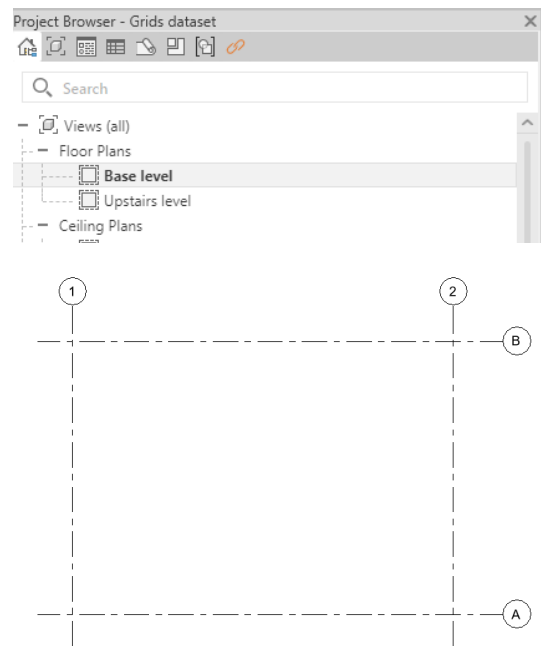 Project Browser - Grids dataset
Search
Views (all)
Floor Plans
Base level
Upstairs level
Ceiling Plans
1 2
B
A